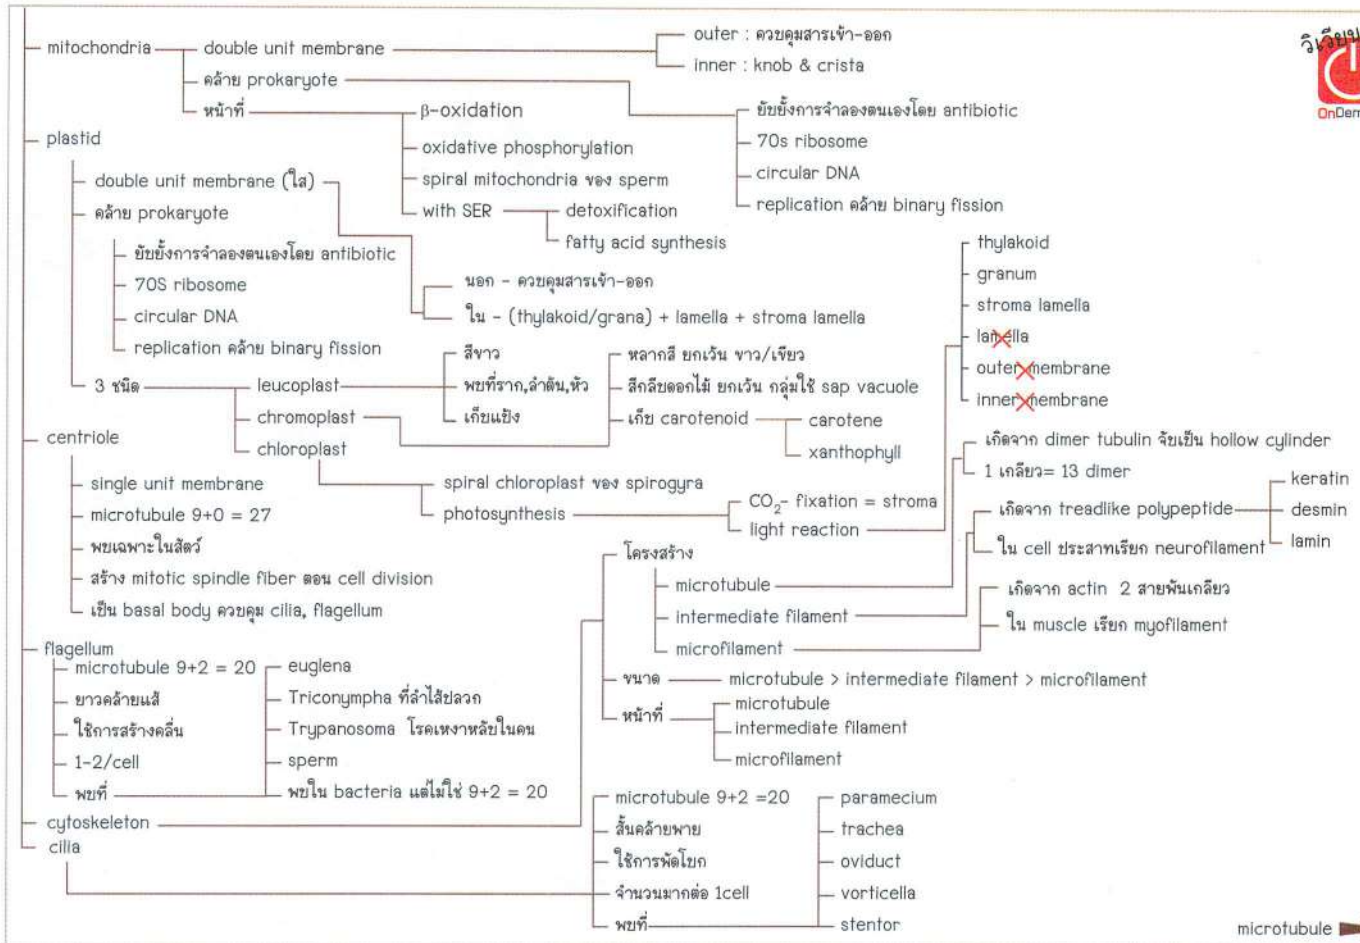 mitochondria
double unit membrane
outer : ควบคุมสารเข้า-ออก
inner : knob & crista
คล้าย prokaryote
ยับยั้งการจำลองตนเองโดย antibiotic
70s ribosome
circular DNA
replication คล้าย binary fission
หน้าที่
β-oxidation
oxidative phosphorylation
spiral mitochondria ของ sperm
with SER
detoxification
fatty acid synthesis
plastid
double unit membrane (ใส)
นอก - ควบคุมสารเข้า-ออก
ใน - (thylakoid/grana) + lamella + stroma lamella
คล้าย prokaryote
ยับยั้งการจำลองตนเองโดย antibiotic
70S ribosome
circular DNA
replication คล้าย binary fission
3 ชนิด
leucoplast
สีขาว
พบที่ราก,ลำต้น,หัว
เก็บแป้ง
chromoplast
หลากสี ยกเว้น ขาว/เขียว
สีกลีบดอกไม้ ยกเว้น กลุ่มใช้ sap vacuole
เก็บ carotenoid
carotene
xanthophyll
chloroplast
spiral chloroplast ของ spirogyra
photosynthesis
CO₂- fixation = stroma
light reaction
thylakoid
granum
stroma lamella
lamella
outer membrane
inner membrane
centriole
single unit membrane
microtubule 9+0 = 27
พบเฉพาะในสัตว์
สร้าง mitotic spindle fiber ตอน cell division
เป็น basal body ควบคุม cilia, flagellum
flagellum
microtubule 9+2 = 20
ยาวคล้ายแส้
ใช้การสร้างคลื่น
1-2/cell
พบที่
euglena
Triconympha ที่ลำไส้ปลวก
Trypanosoma โรคเหงาหลับในคน
sperm
พบใน bacteria แต่ไม่ใช่ 9+2 = 20
cytoskeleton
โครงสร้าง
microtubule
เกิดจาก dimer tubulin จับเป็น hollow cylinder
1 เกลียว= 13 dimer
intermediate filament
เกิดจาก treadlike polypeptide
keratin
desmin
lamin
ใน cell ประสาทเรียก neurofilament
microfilament
เกิดจาก actin 2 สายพันเกลียว
ใน muscle เรียก myofilament
ขนาด
microtubule > intermediate filament > microfilament
หน้าที่
microtubule
intermediate filament
microfilament
cilia
microtubule 9+2 =20
สั้นคล้ายพาย
ใช้การพัดโบก
จำนวนมากต่อ 1cell
พบที่
paramecium
trachea
oviduct
vorticella
stentor
microtubule